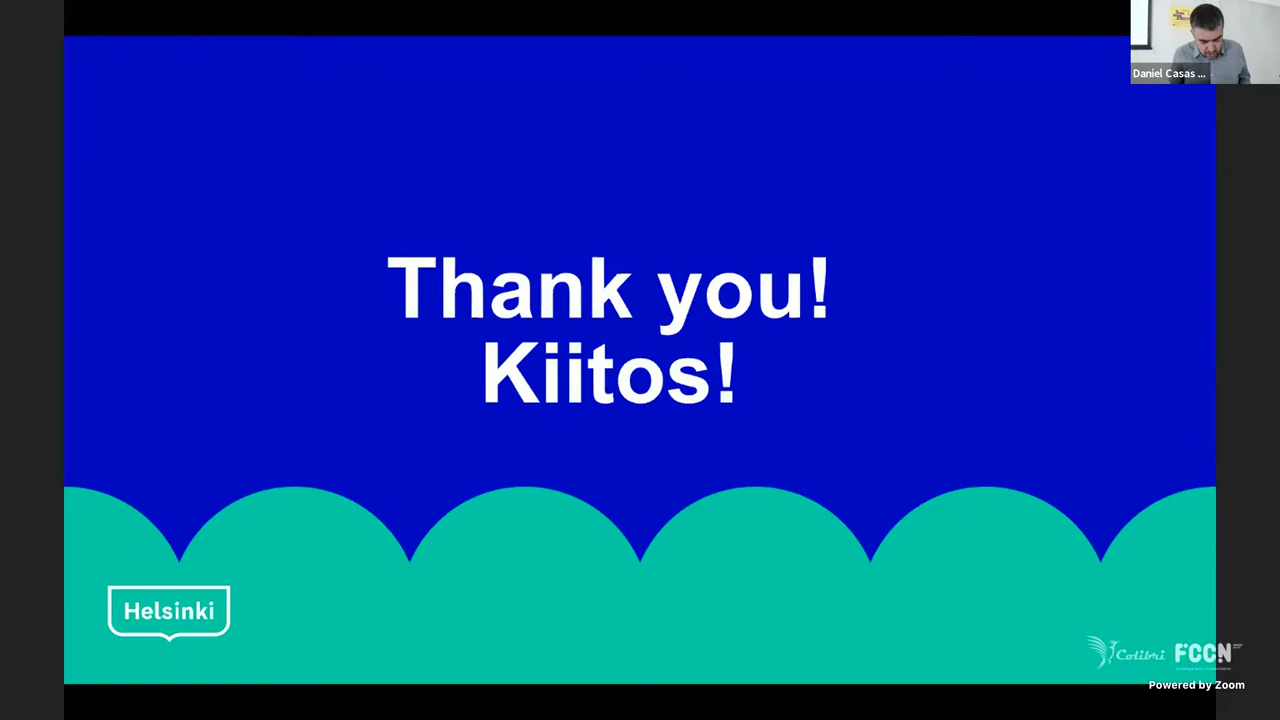 Daniel Casas ...
Thank you!
Kiitos!
Helsinki
Colibri FCCN
Powered by Zoom